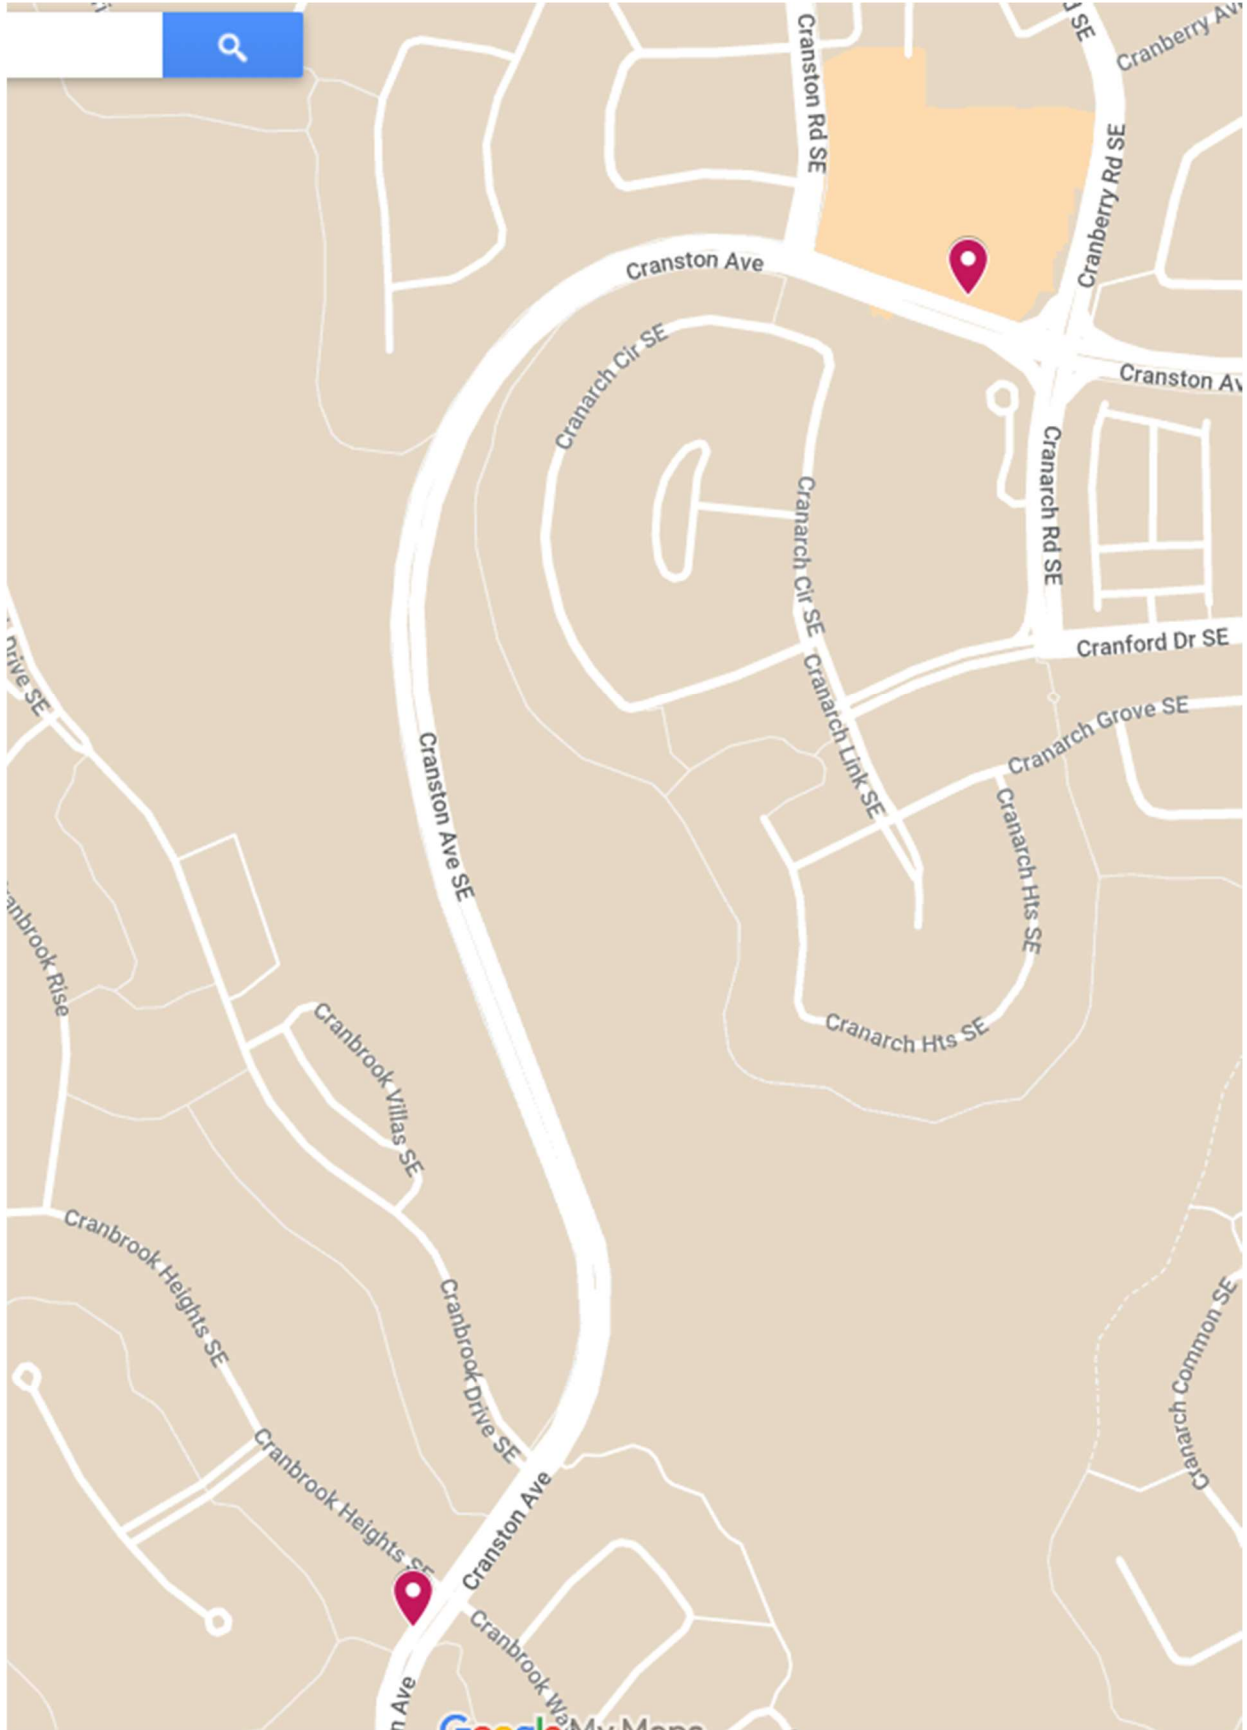 Cranston Rd SE
d SE
Cranberry Av
Cranberry Rd SE
Cranston Ave
Cranarch Cir SE
Cranston Av
Cranarch Rd SE
Cranarch Cir SE
Drive SE
Cranford Dr SE
Cranarch Link SE
Cranarch Grove SE
Cranston Ave SE
Cranarch Hts SE
anbrook Rise
Cranarch Hts SE
Cranbrook Villas SE
Cranbrook Heights SE
Cranbrook Drive SE
Cranarch Common SE
Cranbrook Heights SE
Cranston Ave
Cranbrook Wa
n Ave
Google My Maps